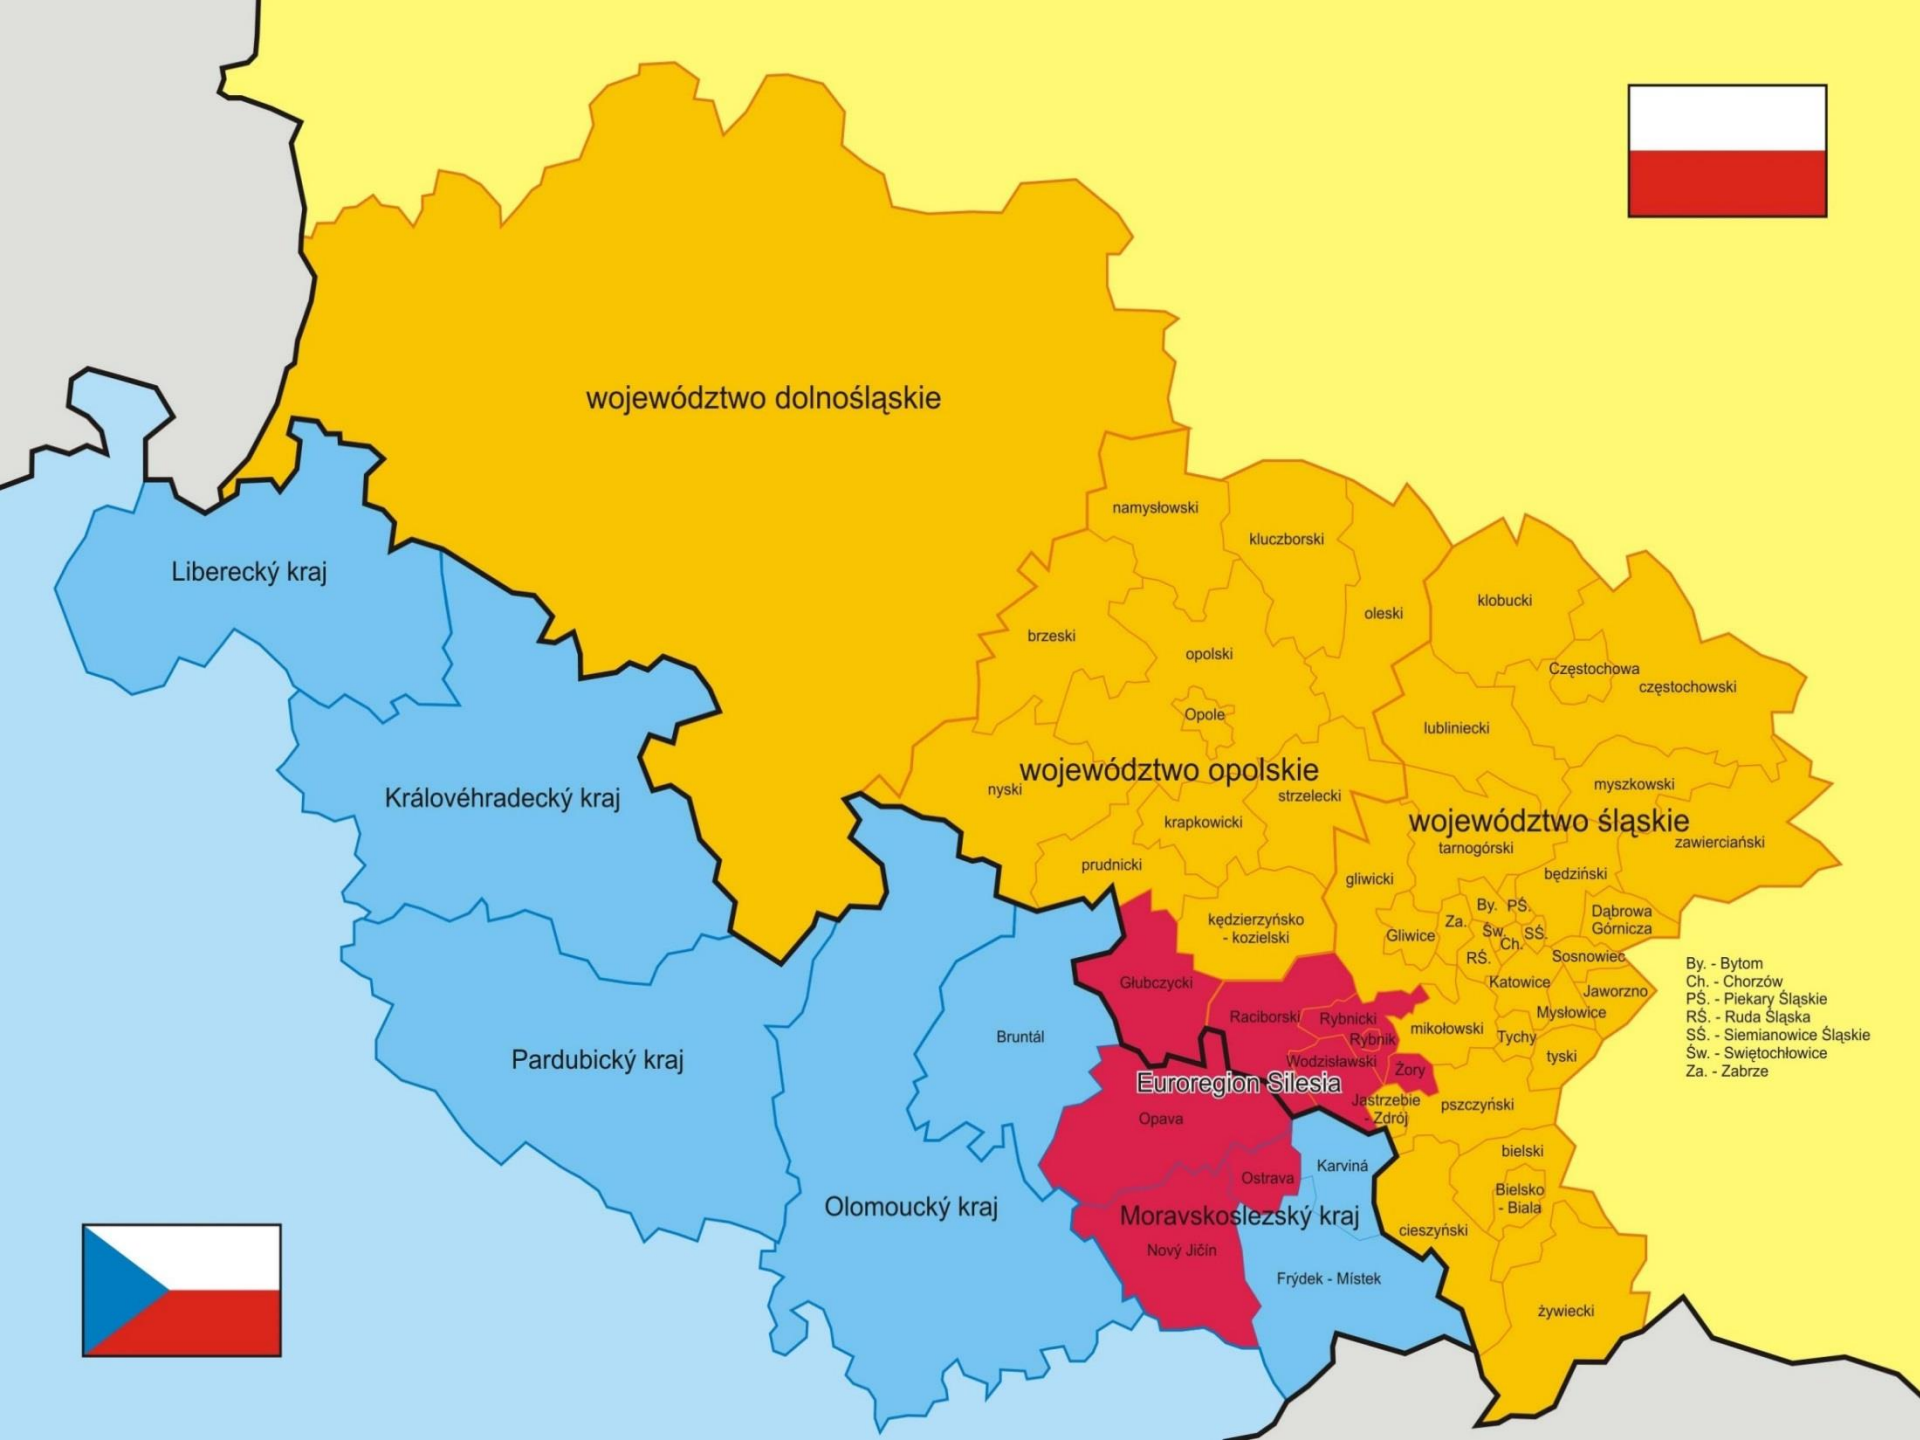 województwo dolnośląskie
namysłowski
kluczborski
Liberecký kraj
klobucki
oleski
brzeski
opolski
Częstochowa
częstochowski
Opole
lubliniecki
województwo opolskie
nyski
strzelecki
myszkowski
Královéhradecký kraj
krapkowicki
województwo śląskie
tarnogórski
zawierciański
prudnicki
gliwicki
będziński
By.
PŚ.
Dąbrowa
Górnicza
kędzierzyńsko
- kozielski
Gliwice
Za.
Św.
Ch.
SŚ.
RŚ.
Sosnowiec
Głubczycki
Katowice
Jaworzno
Mysłowice
By. - Bytom
Ch. - Chorzów
PŚ. - Piekary Śląskie
RŚ. - Ruda Śląska
SŚ. - Siemianowice Śląskie
Św. - Swiętochłowice
Za. - Zabrze
Raciborski
Rybnicki
mikołowski
Bruntál
Rybnik
Tychy
tyski
Pardubický kraj
Wodzisławski
Żory
Euroregion Silesia
Jastrzebie
- Zdrój
pszczyński
Opava
bielski
Karviná
Ostrava
Bielsko
- Biala
Olomoucký kraj
Moravskoslezský kraj
cieszyński
Nový Jičín
Frýdek - Místek
żywiecki